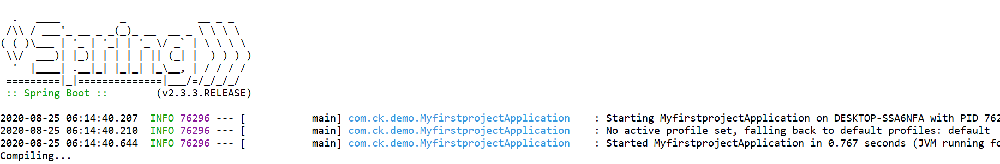 .   ____          _            __ _ _
 /\\ / ___'_ __ _ _(_)_ __  __ _ \ \ \ \
( ( )\___ | '_ | '_| | '_ \/ _` | \ \ \ \
 \\/  ___)| |_)| | | | | || (_| |  ) ) ) )
  '  |____| .__|_| |_|_| |_\__, | / / / /
 =========|_|==============|___/=/_/_/_/
 :: Spring Boot ::        (v2.3.3.RELEASE)
2020-08-25 06:14:40.207  INFO 76296 --- [           main] com.ck.demo.MyfirstprojectApplication    : Starting MyfirstprojectApplication on DESKTOP-SSA6NFA with PID 762
2020-08-25 06:14:40.210  INFO 76296 --- [           main] com.ck.demo.MyfirstprojectApplication    : No active profile set, falling back to default profiles: default
2020-08-25 06:14:40.644  INFO 76296 --- [           main] com.ck.demo.MyfirstprojectApplication    : Started MyfirstprojectApplication in 0.767 seconds (JVM running fo
Compiling...